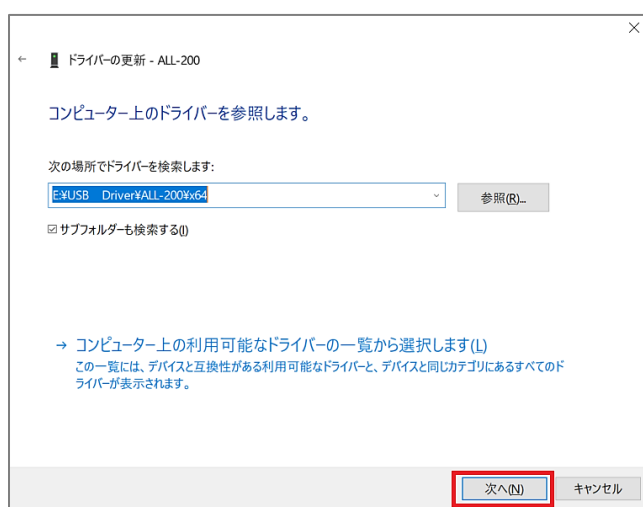 ドライバーの更新 - ALL-200
コンピューター上のドライバーを参照します。
次の場所でドライバーを検索します:
E:¥USB　Driver¥ALL-200¥x64
参照(R)...
サブフォルダーも検索する(I)
→ コンピューター上の利用可能なドライバーの一覧から選択します(L)
この一覧には、デバイスと互換性がある利用可能なドライバーと、デバイスと同じカテゴリにあるすべてのド
ライバーが表示されます。
次へ(N)
キャンセル